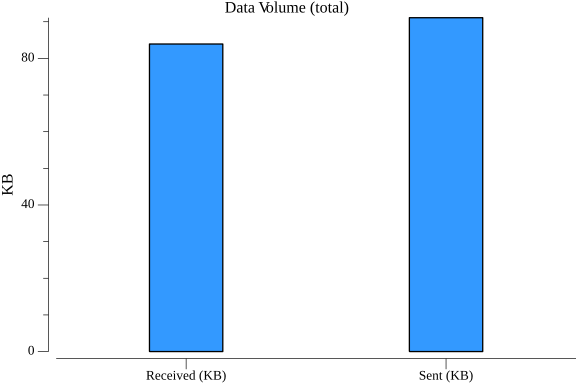 Data Volume (total)
80
KB
40
0
Received (KB)
Sent (KB)